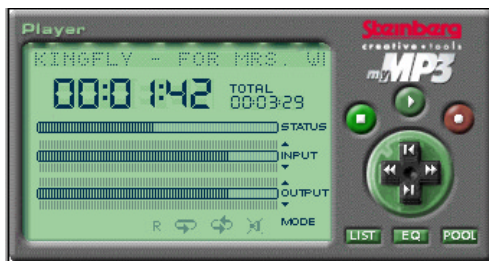 Player
KINGFLY - FOR MRS. WI
00:01:42
TOTAL
00:03:29
STATUS
INPUT
OUTPUT
R
MODE
Steinberg
creative tools
my MP3
LIST
EQ
POOL